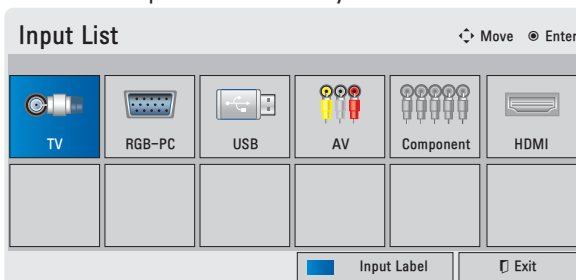 Input List Move Enter
TV RGB-PC USB AV Component HDMI
Input Label Exit